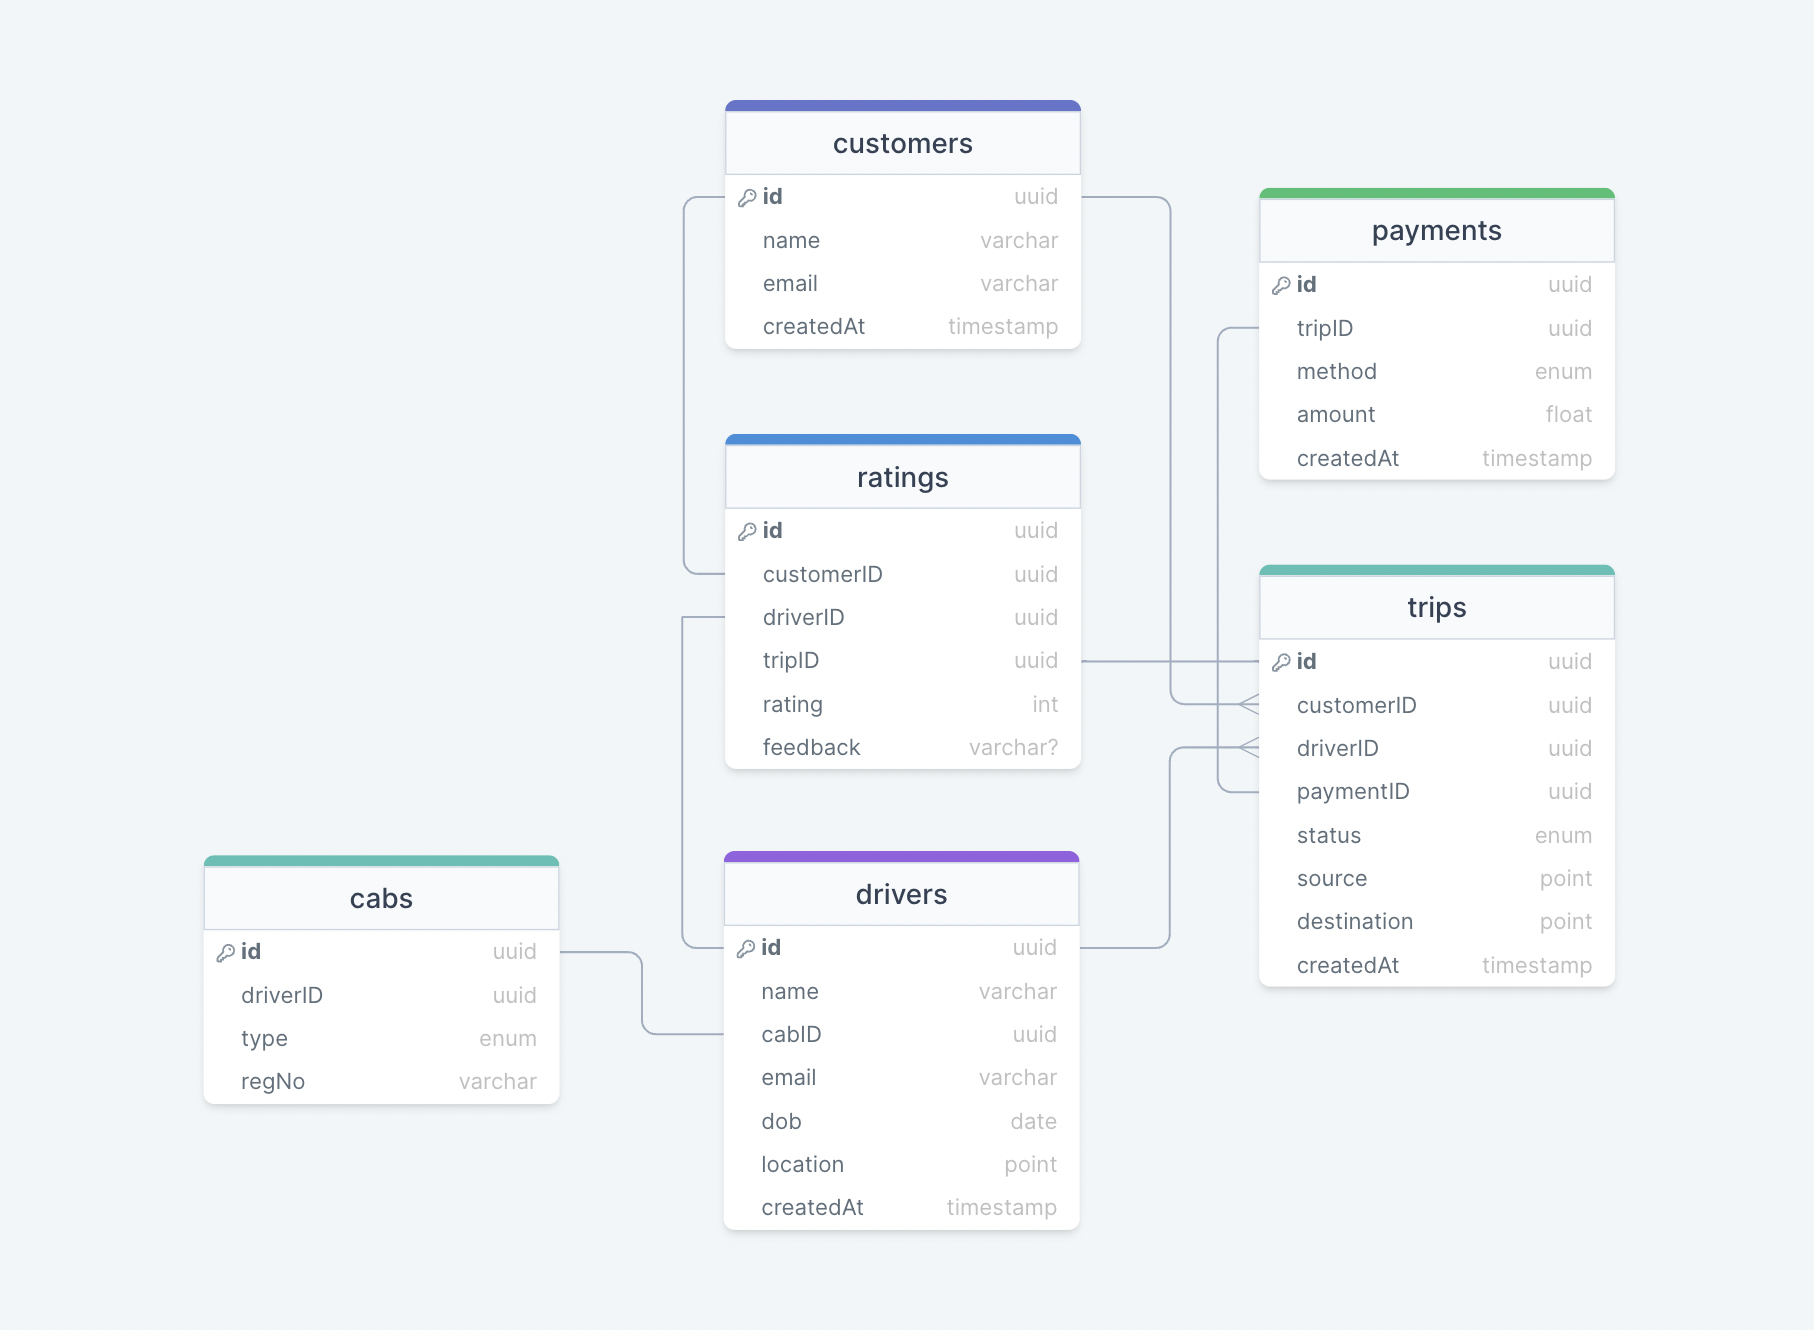 customers
id uuid
name varchar
email varchar
createdAt timestamp
payments
id uuid
tripID uuid
method enum
amount float
createdAt timestamp
ratings
id uuid
customerID uuid
driverID uuid
tripID uuid
rating int
feedback varchar?
trips
id uuid
customerID uuid
driverID uuid
paymentID uuid
status enum
source point
destination point
createdAt timestamp
cabs
id uuid
driverID uuid
type enum
regNo varchar
drivers
id uuid
name varchar
cabID uuid
email varchar
dob date
location point
createdAt timestamp